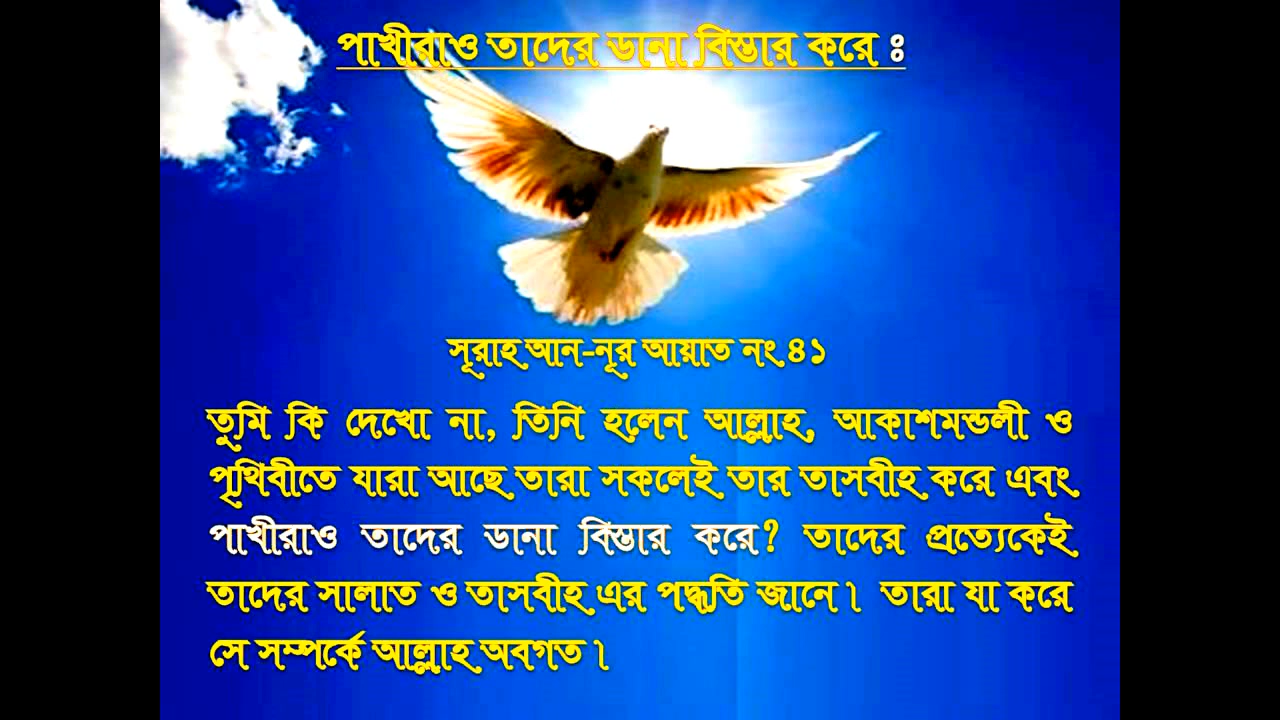 পাখীরাও তাদের ডানা বিস্তার করে ঃ
সূরাহ আন-নূর আয়াত নং ৪১
তুমি কি দেখো না, তিনি হলেন আল্লাহ, আকাশমন্ডলী ও
পৃথিবীতে যারা আছে তারা সকলেই তার তাসবীহ করে এবং
পাখীরাও তাদের ডানা বিস্তার করে? তাদের প্রত্যেকেই
তাদের সালাত ও তাসবীহ এর পদ্ধতি জানে। তারা যা করে
সে সম্পর্কে আল্লাহ অবগত।